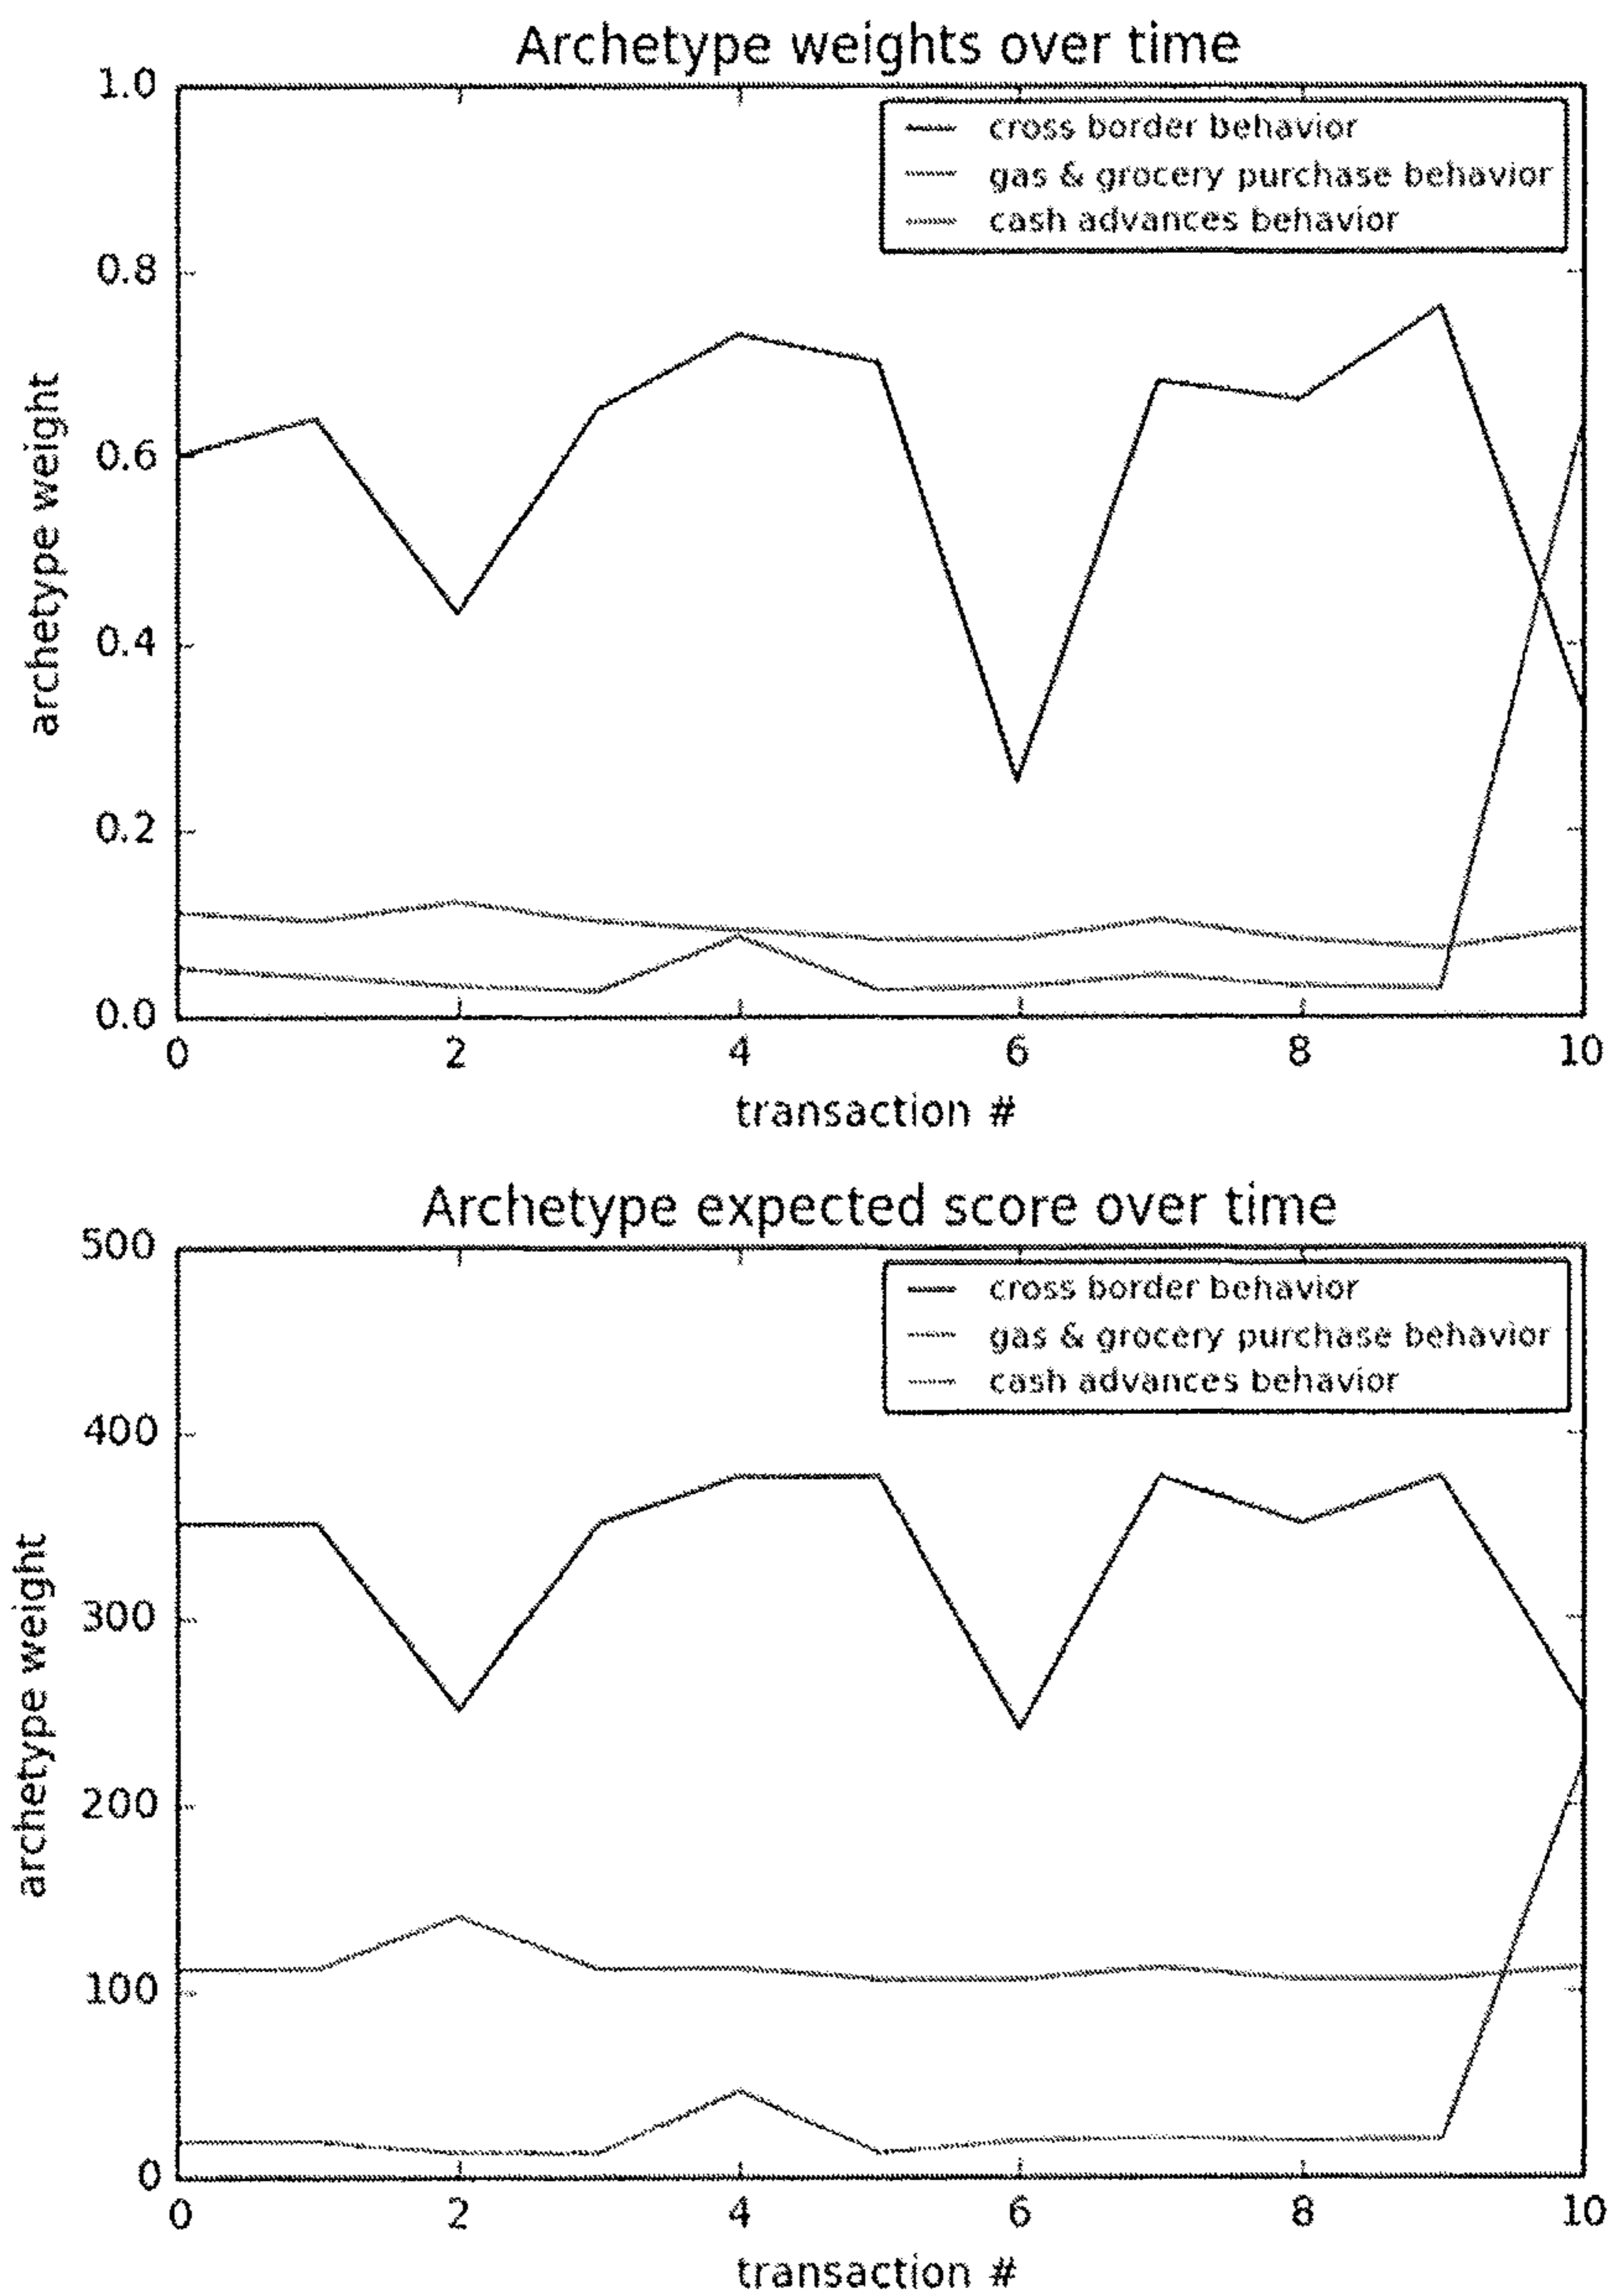 Archetype weights over time
1.0
cross border behavior
gas & grocery purchase behavior
cash advances behavior
0.8
0.6
0.4
0.2
0.0
archetype weight
0 2 4 6 8 10
transaction #
Archetype expected score over time
500
cross border behavior
gas & grocery purchase behavior
cash advances behavior
400
300
200
100
0
archetype weight
0 2 4 6 8 10
transaction #